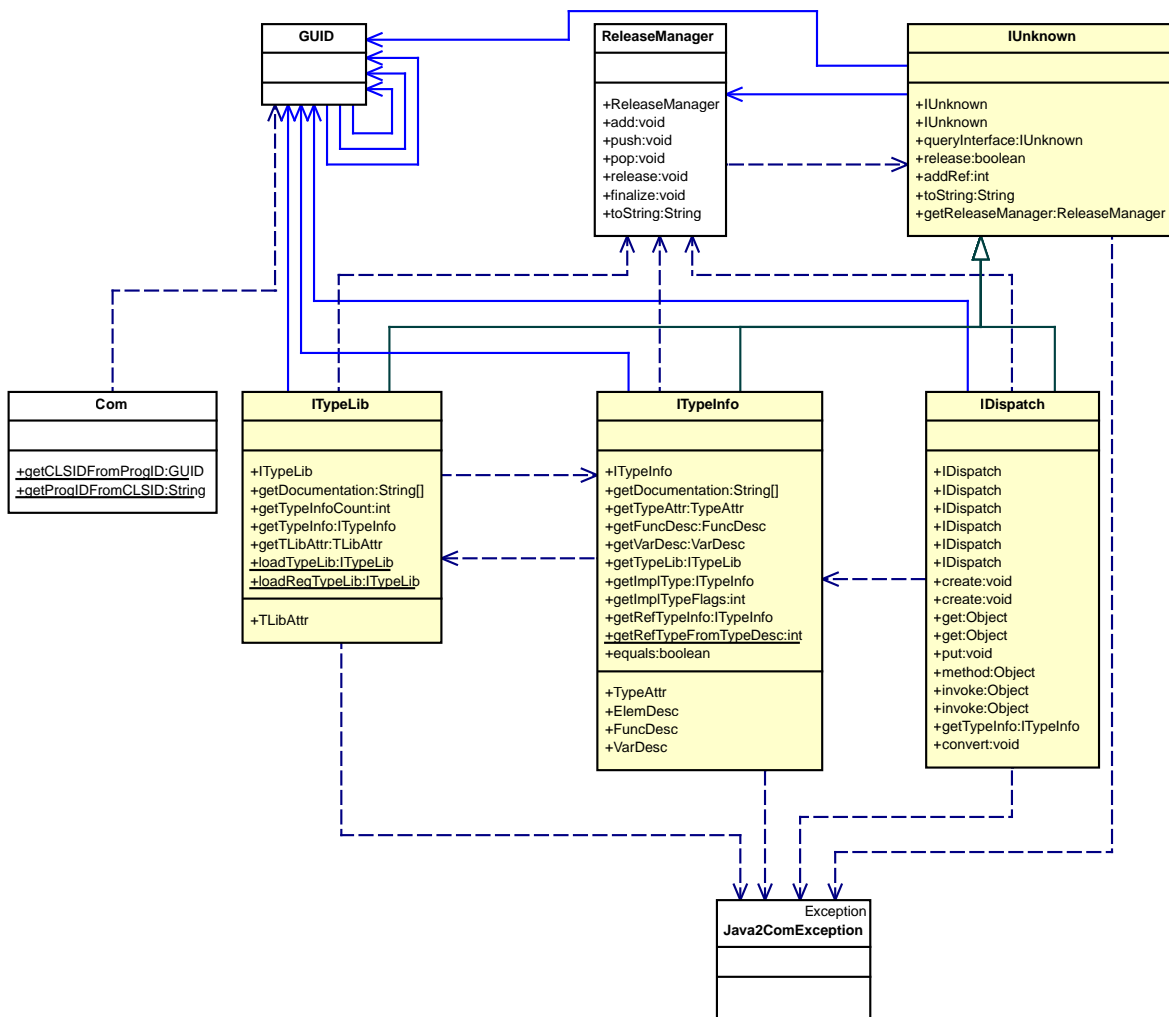 GUID
ReleaseManager
+ReleaseManager
+add:void
+push:void
+pop:void
+release:void
+finalize:void
+toString:String
IUnknown
+IUnknown
+IUnknown
+queryInterface:IUnknown
+release:boolean
+addRef:int
+toString:String
+getReleaseManager:ReleaseManager
Com
+getCLSIDFromProgID:GUID
+getProgIDFromCLSID:String
ITypeLib
+ITypeLib
+getDocumentation:String[]
+getTypeInfoCount:int
+getTypeInfo:ITypeInfo
+getTLibAttr:TLibAttr
+loadTypeLib:ITypeLib
+loadRegTypeLib:ITypeLib
+TLibAttr
ITypeInfo
+ITypeInfo
+getDocumentation:String[]
+getTypeAttr:TypeAttr
+getFuncDesc:FuncDesc
+getVarDesc:VarDesc
+getTypeLib:ITypeLib
+getImplType:ITypeInfo
+getImplTypeFlags:int
+getRefTypeInfo:ITypeInfo
+getRefTypeFromTypeDesc:int
+equals:boolean
+TypeAttr
+ElemDesc
+FuncDesc
+VarDesc
IDispatch
+IDispatch
+IDispatch
+IDispatch
+IDispatch
+IDispatch
+IDispatch
+create:void
+create:void
+get:Object
+get:Object
+put:void
+method:Object
+invoke:Object
+invoke:Object
+getTypeInfo:ITypeInfo
+convert:void
Exception
Java2ComException